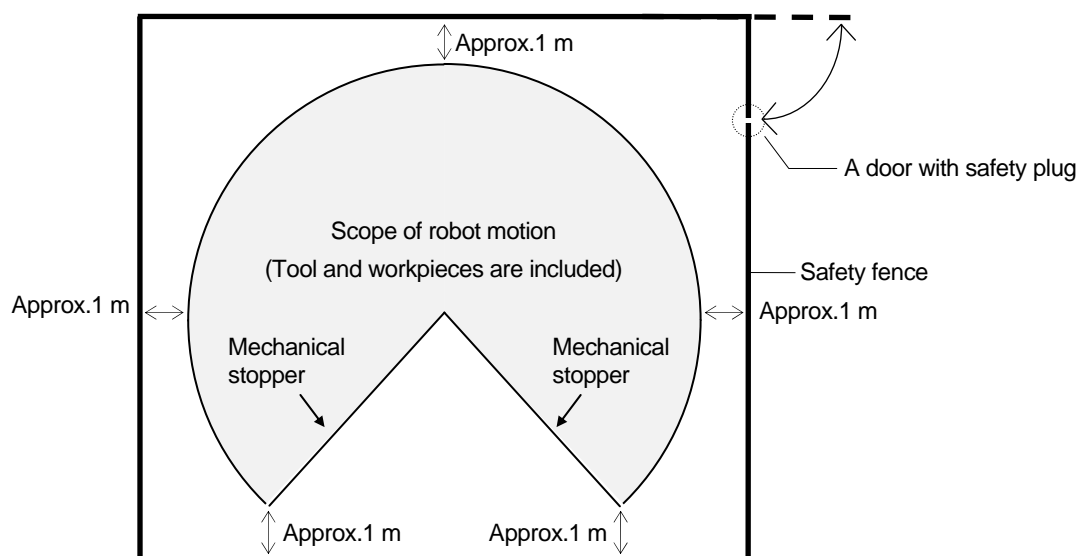 Approx.1 m
A door with safety plug
Scope of robot motion
(Tool and workpieces are included)
Safety fence
Approx.1 m
Approx.1 m
Mechanical
stopper
Mechanical
stopper
Approx.1 m
Approx.1 m